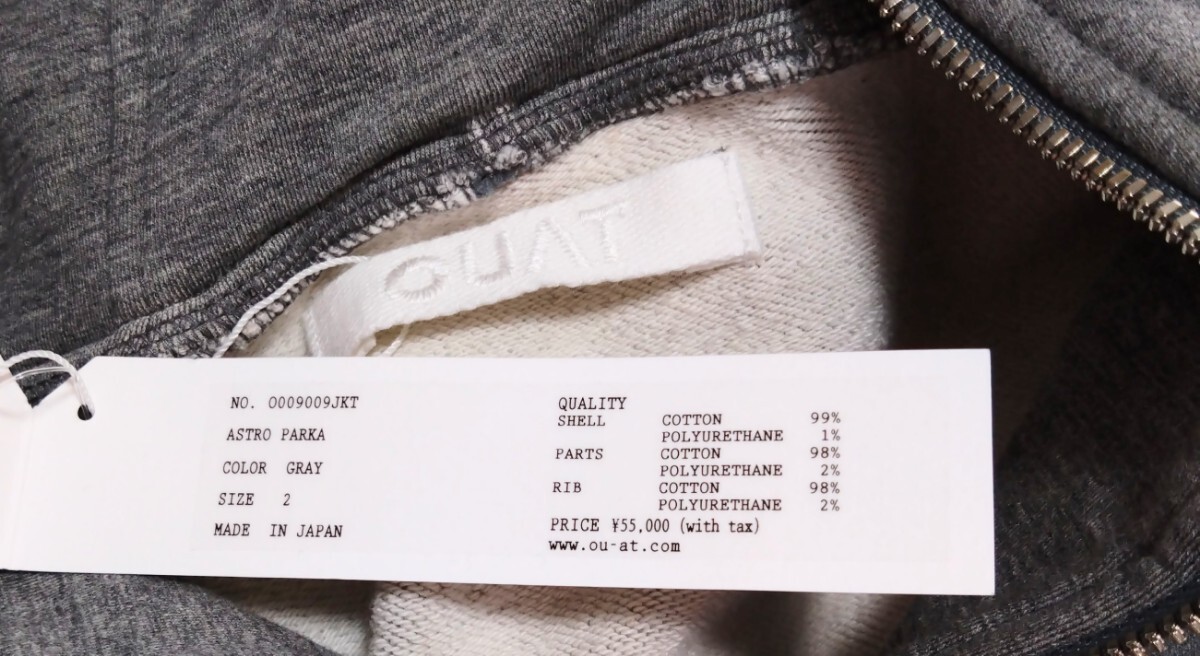 OUAT
NO. O009009JKT
ASTRO PARKA
COLOR GRAY
SIZE 2
MADE IN JAPAN
QUALITY
SHELL COTTON 99%
POLYURETHANE 1%
PARTS COTTON 98%
POLYURETHANE 2%
RIB COTTON 98%
POLYURETHANE 2%
PRICE ¥55,000 (with tax)
www.ou-at.com